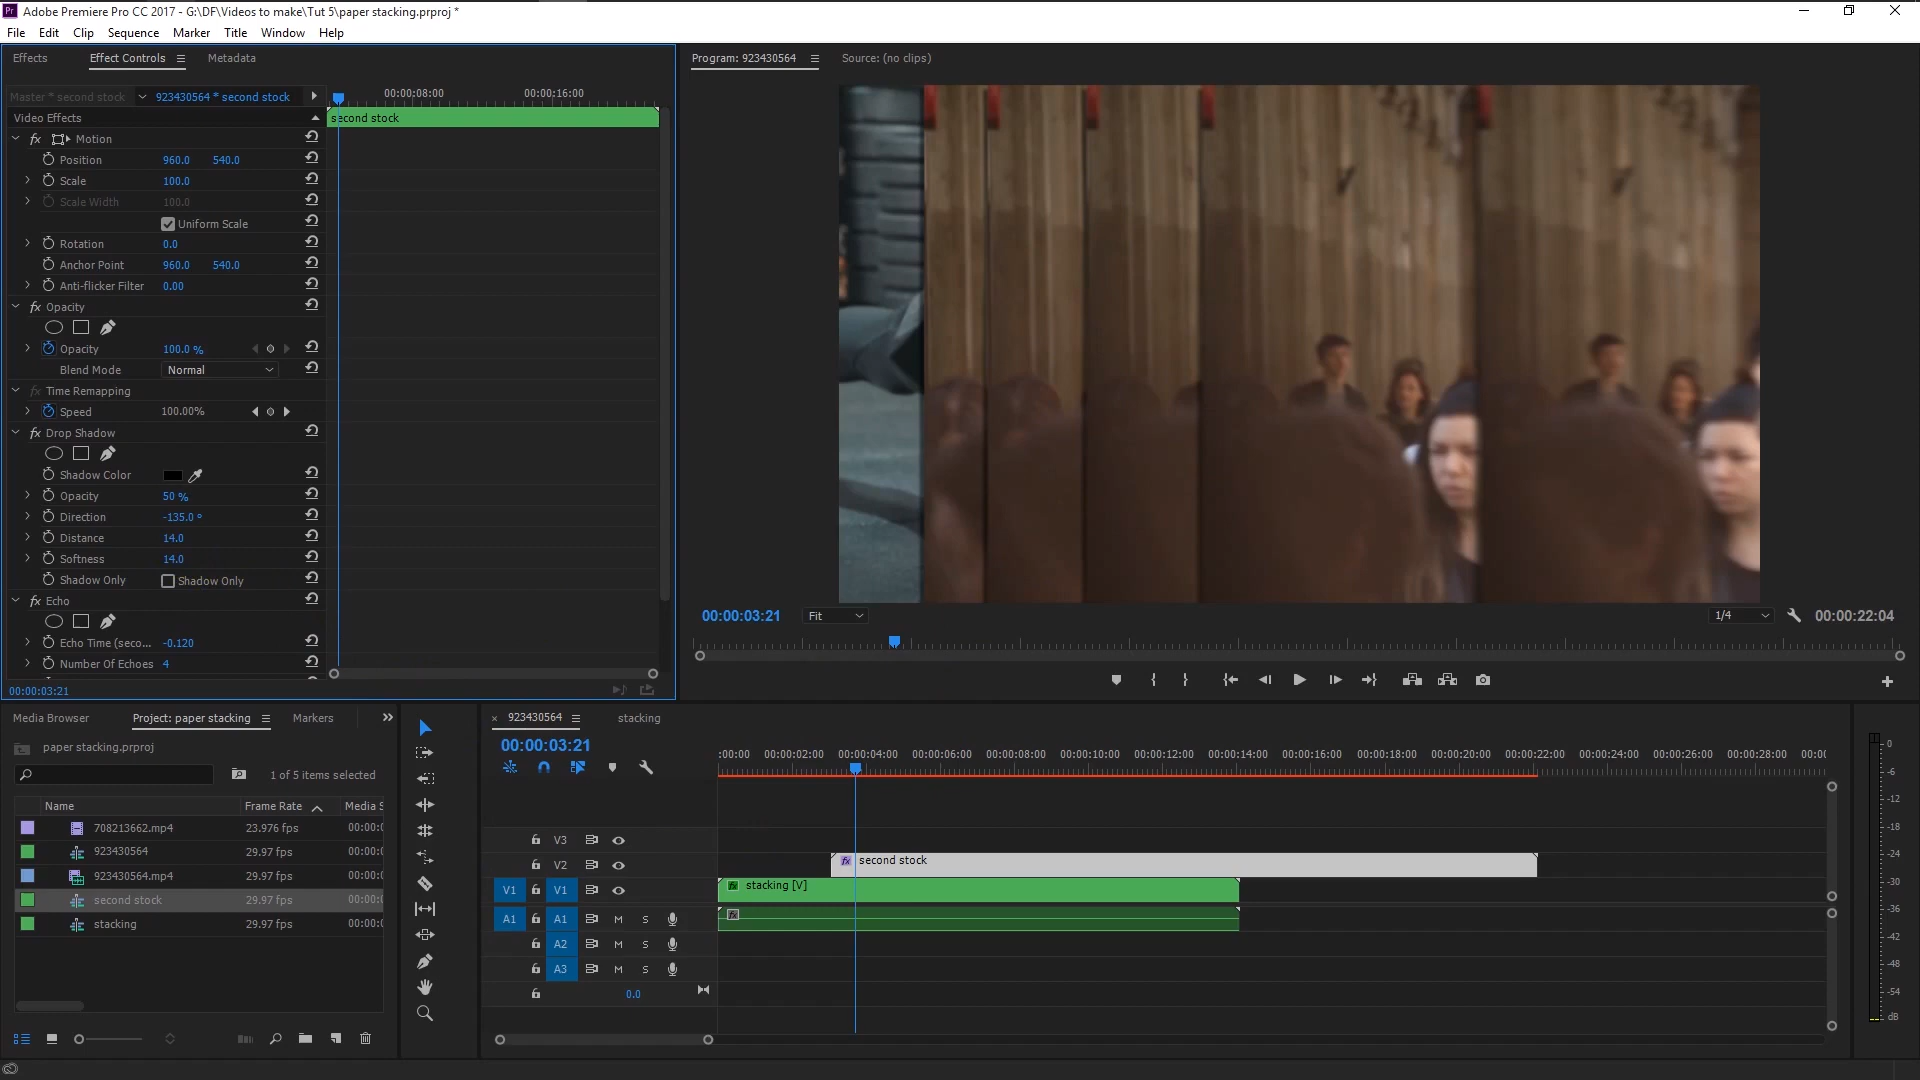 Adobe Premiere Pro CC 2017 - G:\DF\Videos to make\Tut 5\paper stacking.prproj *
File Edit Clip Sequence Marker Title Window Help
Effects Effect Controls Metadata
Master * second stock 923430564 * second stock
00:00:08:00 00:00:16:00
Video Effects
second stock
fx Motion
Position 960.0 540.0
Scale 100.0
Scale Width 100.0
Uniform Scale
Rotation 0.0
Anchor Point 960.0 540.0
Anti-flicker Filter 0.00
fx Opacity
Opacity 100.0 %
Blend Mode Normal
fx Time Remapping
Speed 100.00%
fx Drop Shadow
Shadow Color
Opacity 50 %
Direction -135.0 °
Distance 14.0
Softness 14.0
Shadow Only Shadow Only
fx Echo
Echo Time (seco... -0.120
Number Of Echoes 4
00:00:03:21
Program: 923430564 Source: (no clips)
00:00:03:21 Fit 1/4 00:00:22:04
Media Browser Project: paper stacking Markers
paper stacking.prproj
1 of 5 items selected
Name Frame Rate Media S
708213662.mp4 23.976 fps 00:00:0
923430564 29.97 fps 00:00:0
923430564.mp4 29.97 fps 00:00:0
second stock 29.97 fps 00:00:0
stacking 29.97 fps 00:00:0
923430564 stacking
00:00:03:21
:00:00 00:00:02:00 00:00:04:00 00:00:06:00 00:00:08:00 00:00:10:00 00:00:12:00 00:00:14:00 00:00:16:00 00:00:18:00 00:00:20:00 00:00:22:00 00:00:24:00 00:00:26:00 00:00:28:00 00:00
V3
V2 fx second stock
V1 V1 fx stacking [V]
A1 A1 M S fx
A2 M S
A3 M S
0.0
0
-6
-12
-18
-24
-30
-36
-42
-48
-54
dB